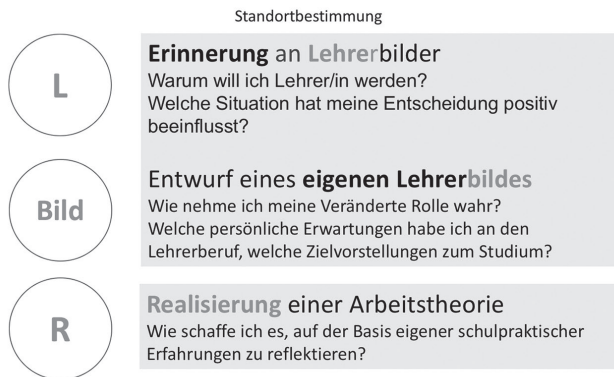 Standortbestimmung
L
Erinnerung an Lehrerbilder
Warum will ich Lehrer/in werden?
Welche Situation hat meine Entscheidung positiv
beeinflusst?
Bild
Entwurf eines eigenen Lehrerbildes
Wie nehme ich meine Veränderte Rolle wahr?
Welche persönliche Erwartungen habe ich an den
Lehrerberuf, welche Zielvorstellungen zum Studium?
R
Realisierung einer Arbeitstheorie
Wie schaffe ich es, auf der Basis eigener schulpraktischer
Erfahrungen zu reflektieren?